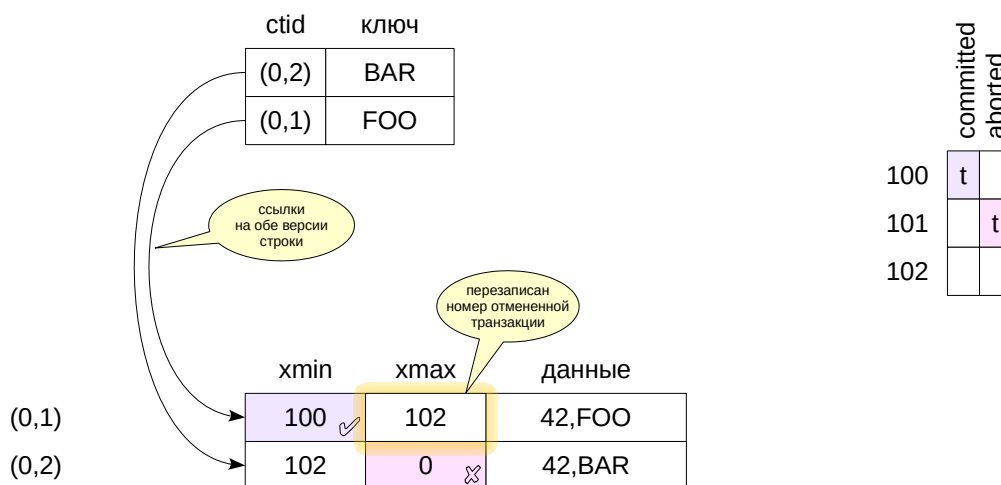 ctid ключ
(0,2) BAR
(0,1) FOO
committed
aborted
100 t
101 t
102
ссылки
на обе версии
строки
перезаписан
номер отмененной
транзакции
xmin xmax данные
(0,1) 100 102 42,FOO
(0,2) 102 0 42,BAR